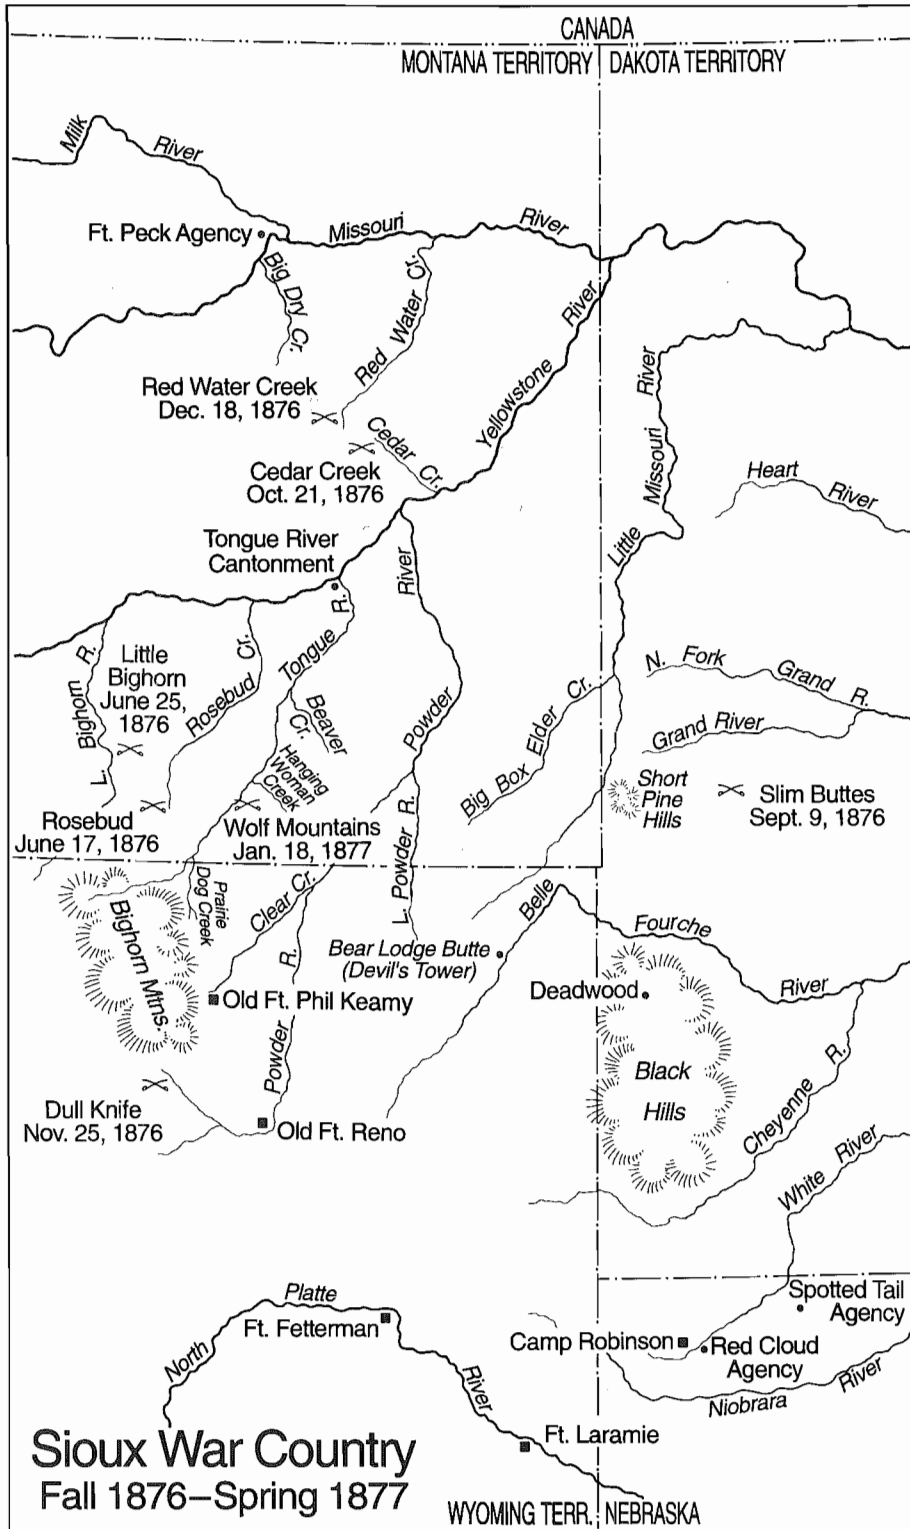 CANADA
MONTANA TERRITORY
DAKOTA TERRITORY
Milk
River
Ft. Peck Agency
Missouri
River
Big Dry
Cr.
Red Water Cr.
Yellowstone
River
Red Water Creek
Dec. 18, 1876
Cedar Cr.
Cedar Creek
Oct. 21, 1876
Little
Missouri
River
Heart
River
Tongue River
Cantonment
River
Powder
L. Bighorn R.
Little
Bighorn
June 25,
1876
Rosebud Cr.
Tongue R.
Beaver
Cr.
Hanging
Woman
Creek
Big Box Elder Cr.
N. Fork Grand R.
Grand River
Short
Pine
Hills
Slim Buttes
Sept. 9, 1876
Rosebud
June 17, 1876
Wolf Mountains
Jan. 18, 1877
L. Powder R.
Bighorn Mtns.
Prairie
Dog Creek
Clear Cr.
Powder R.
Belle
Fourche
River
Bear Lodge Butte
(Devil's Tower)
Deadwood
Old Ft. Phil Keamy
Black
Hills
Cheyenne R.
Dull Knife
Nov. 25, 1876
Old Ft. Reno
White River
North
Platte
River
Ft. Fetterman
Spotted Tail
Agency
Camp Robinson
Red Cloud
Agency
Niobrara
River
Ft. Laramie
Sioux War Country
Fall 1876–Spring 1877
WYOMING TERR.
NEBRASKA